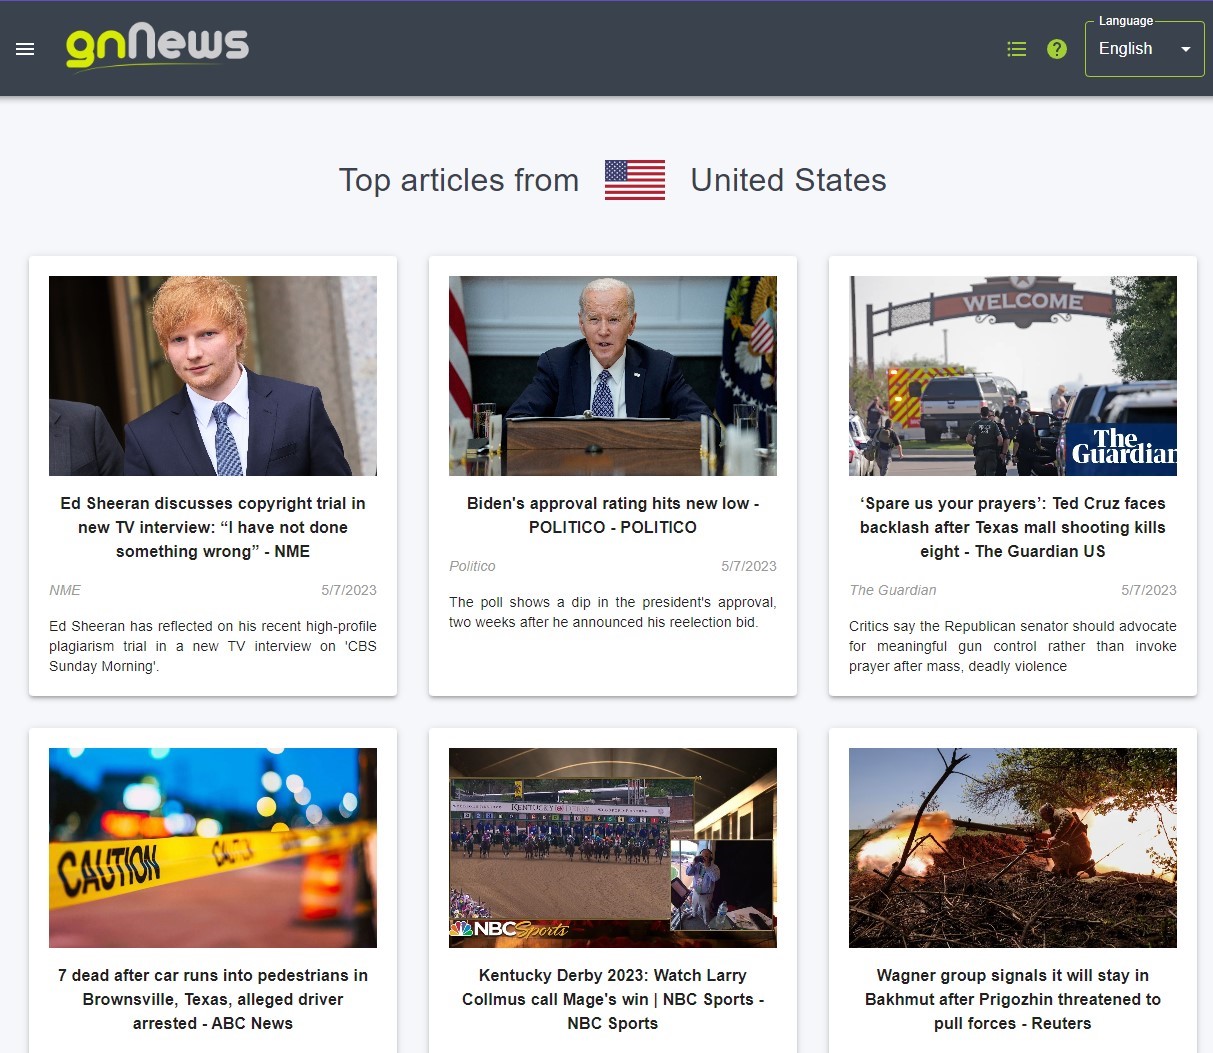 gnNews
Language
English
Top articles from
United States
WELCOME
The
Guardian
Ed Sheeran discusses copyright trial in
new TV interview: “I have not done
something wrong” - NME
NME
5/7/2023
Ed Sheeran has reflected on his recent high-profile
plagiarism trial in a new TV interview on 'CBS
Sunday Morning'.
Biden's approval rating hits new low -
POLITICO - POLITICO
Politico
5/7/2023
The poll shows a dip in the president's approval,
two weeks after he announced his reelection bid.
‘Spare us your prayers’: Ted Cruz faces
backlash after Texas mall shooting kills
eight - The Guardian US
The Guardian
5/7/2023
Critics say the Republican senator should advocate
for meaningful gun control rather than invoke
prayer after mass, deadly violence
CAUTION
KENTUCKY DERBY
NBC Sports
7 dead after car runs into pedestrians in
Brownsville, Texas, alleged driver
arrested - ABC News
Kentucky Derby 2023: Watch Larry
Collmus call Mage's win | NBC Sports -
NBC Sports
Wagner group signals it will stay in
Bakhmut after Prigozhin threatened to
pull forces - Reuters